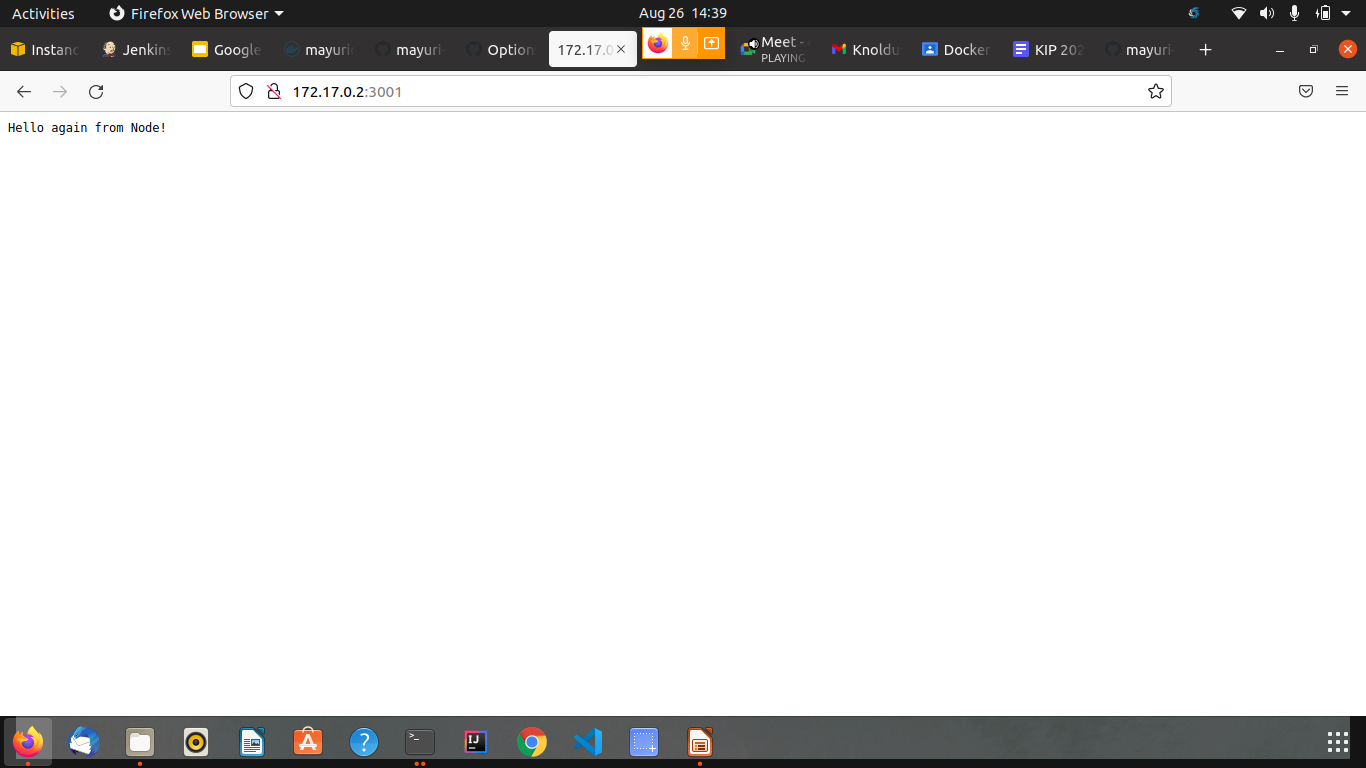 Activities
Firefox Web Browser
Aug 26 14:39
Instanc
Jenkins
Google
mayuri
mayuri
Option
172.17.0
Meet -
PLAYING
Knoldu
Docker
KIP 202
mayuri
172.17.0.2:3001
Hello again from Node!